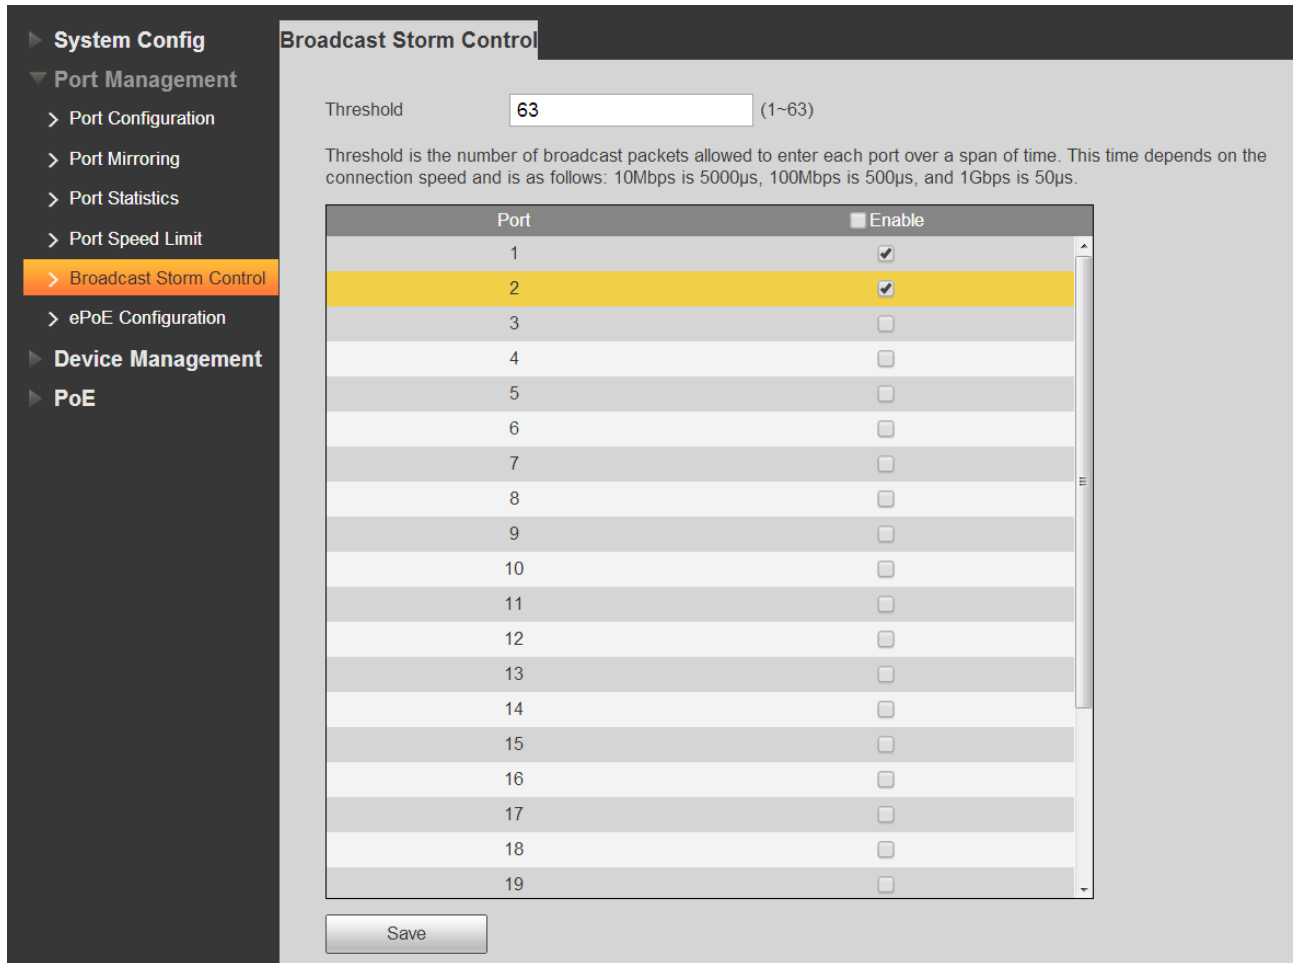 System Config
Port Management
Port Configuration
Port Mirroring
Port Statistics
Port Speed Limit
Broadcast Storm Control
ePoE Configuration
Device Management
PoE
Broadcast Storm Control
Threshold 63 (1~63)
Threshold is the number of broadcast packets allowed to enter each port over a span of time. This time depends on the
connection speed and is as follows: 10Mbps is 5000µs, 100Mbps is 500µs, and 1Gbps is 50µs.
Port Enable
1
2
3
4
5
6
7
8
9
10
11
12
13
14
15
16
17
18
19
Save